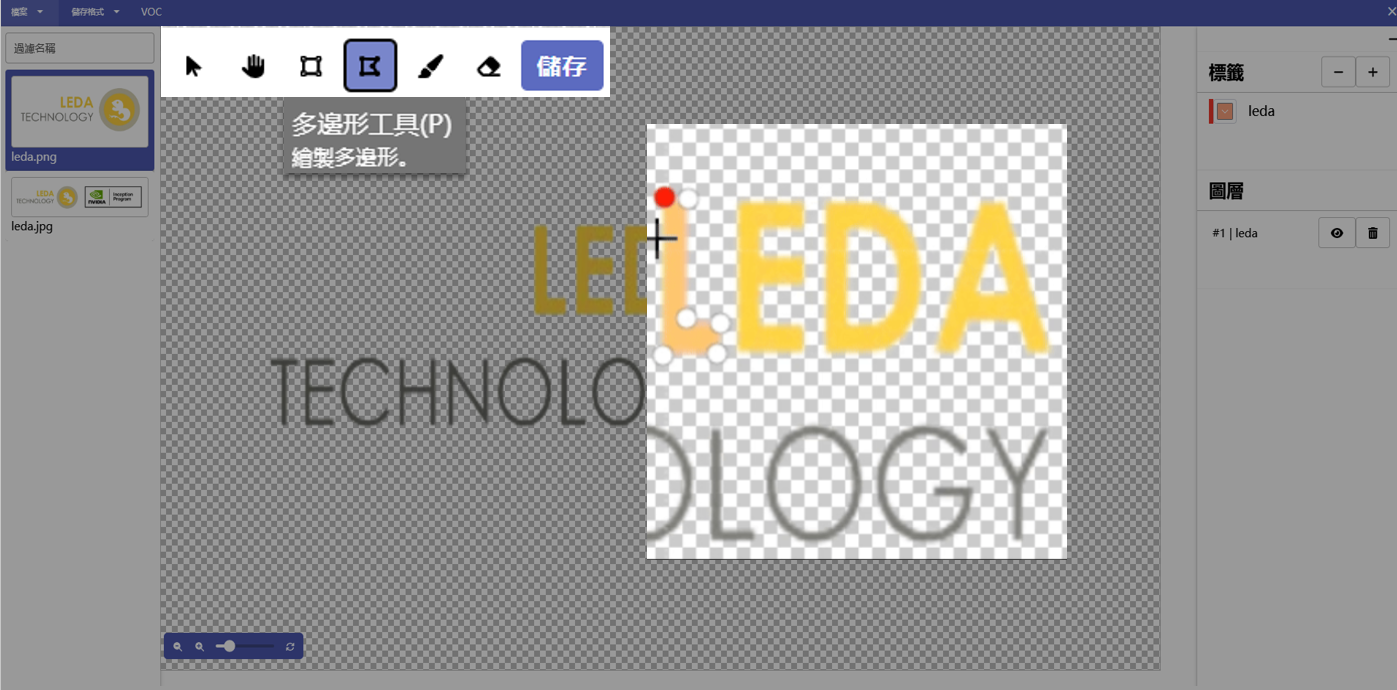 檔案 儲存格式 VOC
過濾名稱
LEDA
TECHNOLOGY
leda.png
LEDA
TECHNOLOGY
NVIDIA
Inception
Program
leda.jpg
儲存
多邊形工具(P)
繪製多邊形。
LED
TECHNOLO
LEDA
OLOGY
標籤
leda
圖層
#1 | leda